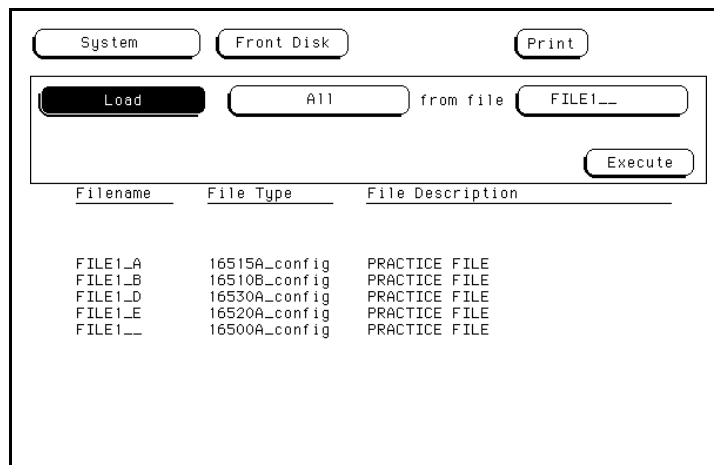 System Front Disk Print
Load All from file FILE1__
Execute
Filename File Type File Description
FILE1_A 16515A_config PRACTICE FILE
FILE1_B 16510B_config PRACTICE FILE
FILE1_D 16530A_config PRACTICE FILE
FILE1_E 16520A_config PRACTICE FILE
FILE1__ 16500A_config PRACTICE FILE